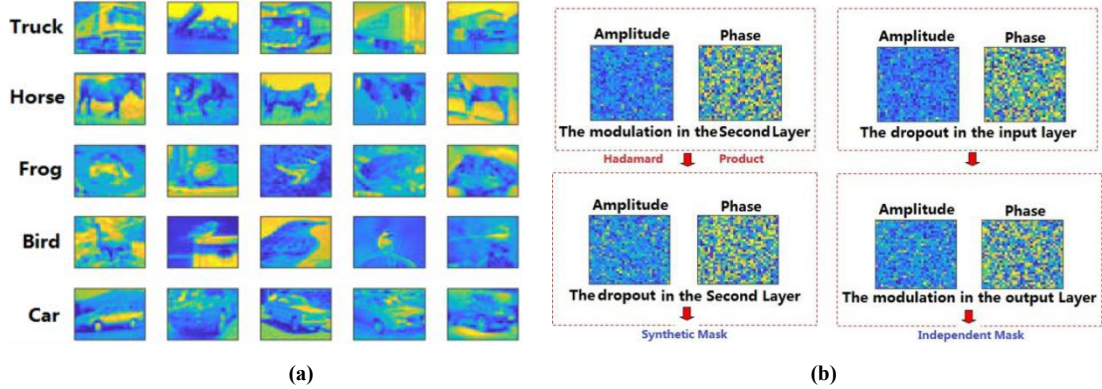 Truck
Horse
Frog
Bird
Car
(a)
Amplitude Phase
The modulation in the Second Layer
Hadamard Product
Amplitude Phase
The dropout in the Second Layer
Synthetic Mask
Amplitude Phase
The dropout in the input layer
Amplitude Phase
The modulation in the output Layer
Independent Mask
(b)